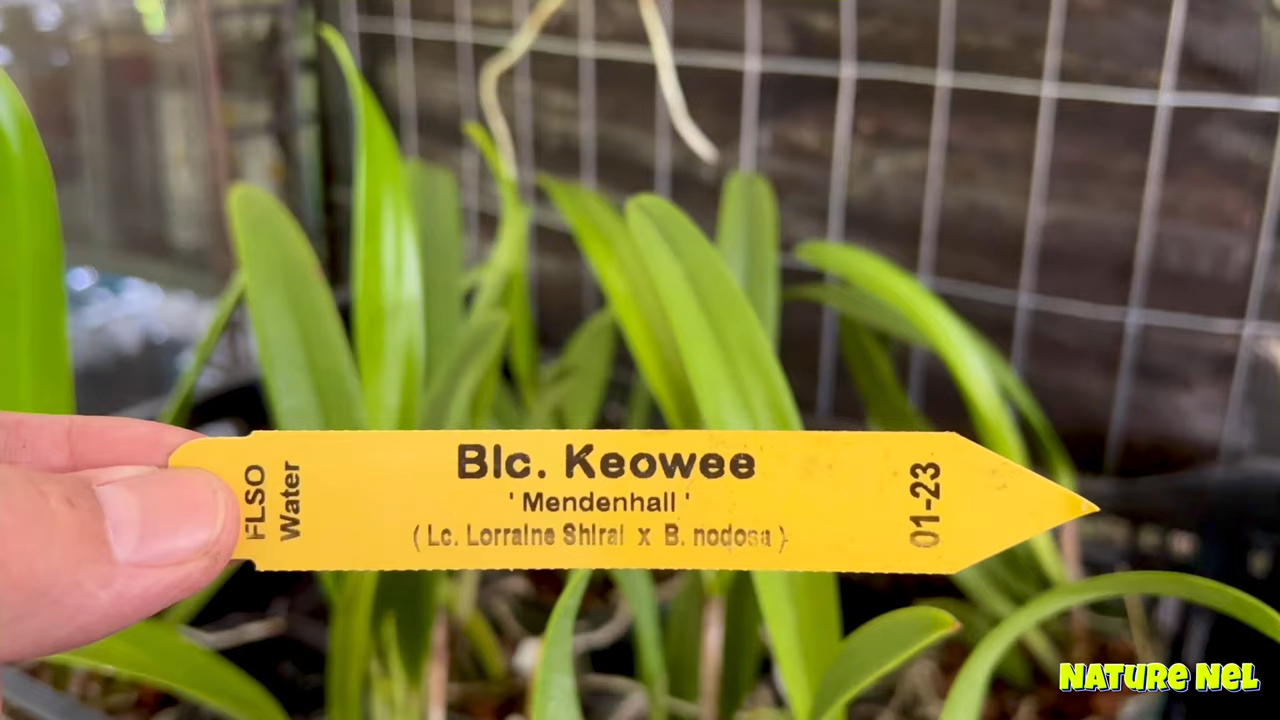 FLSO
Water
Blc. Keowee
' Mendenhall '
( Lc. Lorraine Shirai x B. nodosa )
01-23
NATURE NEL